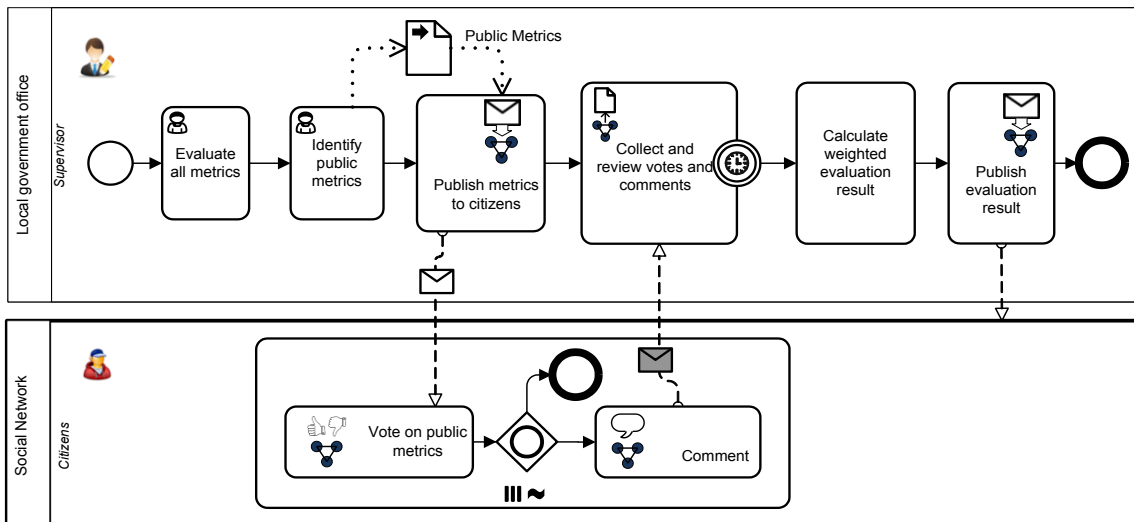 Local government office
Supervisor
Public Metrics
Evaluate
all metrics
Identify
public
metrics
Publish metrics
to citizens
Collect and
review votes and
comments
Calculate
weighted
evaluation
result
Publish
evaluation
result
Social Network
Citizens
Vote on public
metrics
Comment